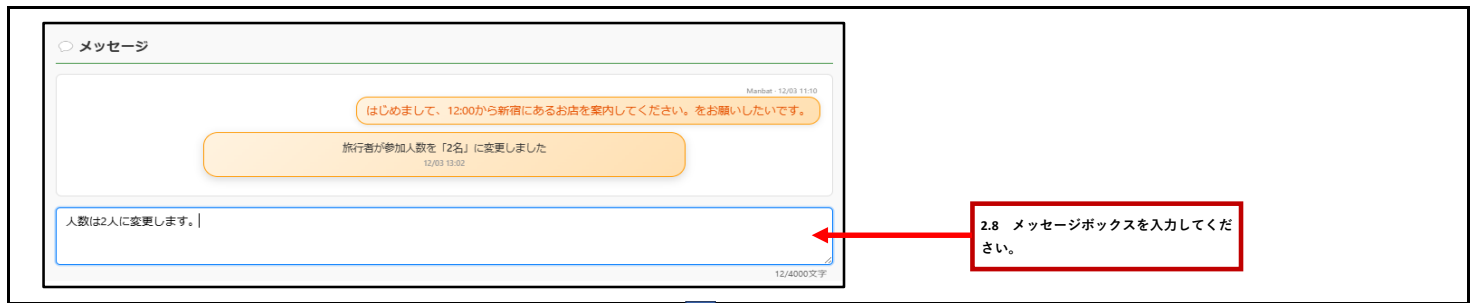 メッセージ
Manbat - 12/03 11:10
はじめまして、12:00から新宿にあるお店を案内してください。をお願いしたいです。
旅行者が参加人数を「2名」に変更しました
12/03 13:02
人数は2人に変更します。
12/4000文字
2.8 メッセージボックスを入力してくだ
さい。